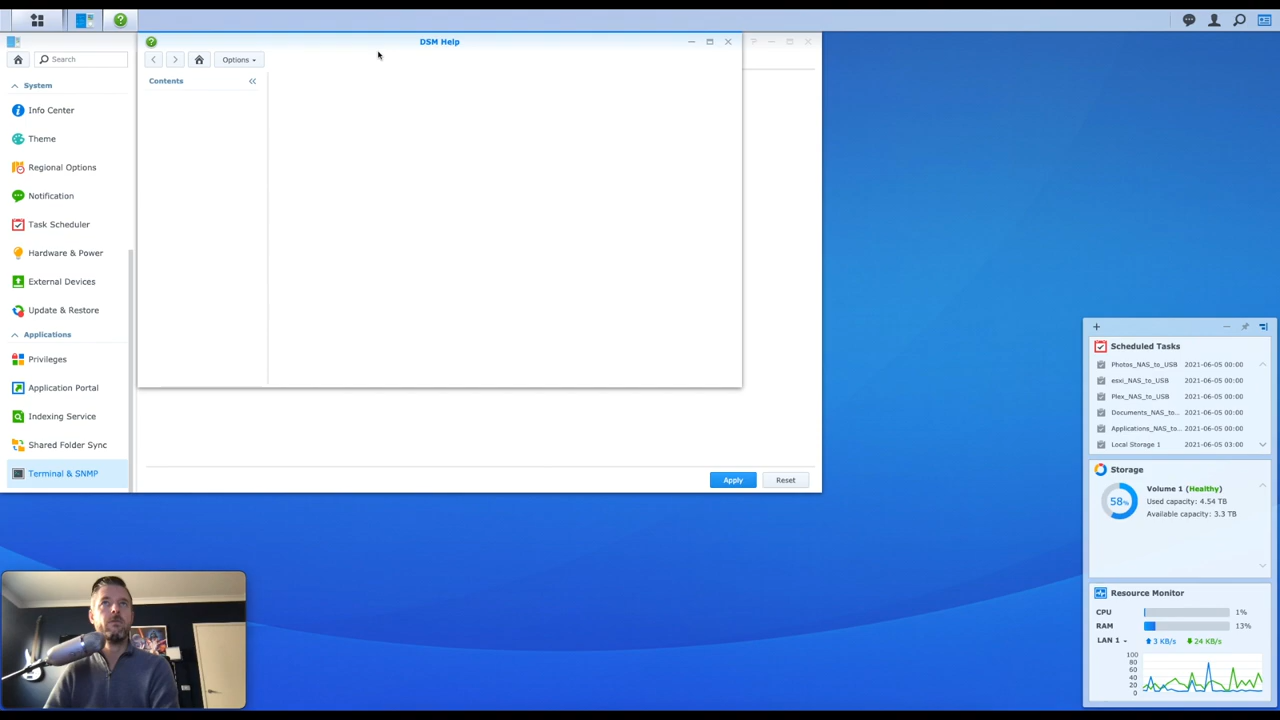 DSM Help
Search
Options
Contents
System
Info Center
Theme
Regional Options
Notification
Task Scheduler
Hardware & Power
External Devices
Update & Restore
Applications
Privileges
Application Portal
Indexing Service
Shared Folder Sync
Terminal & SNMP
Apply
Reset
Scheduled Tasks
Photos_NAS_to_USB 2021-06-05 00:00
esxi_NAS_to_USB 2021-06-05 00:00
Plex_NAS_to_USB 2021-06-05 00:00
Documents_NAS_to... 2021-06-05 00:00
Applications_NAS_to... 2021-06-05 00:00
Local Storage 1 2021-06-05 03:00
Storage
58%
Volume 1 (Healthy)
Used capacity: 4.54 TB
Available capacity: 3.3 TB
Resource Monitor
CPU 1%
RAM 13%
LAN 1 3 KB/s 24 KB/s
100
80
60
40
20
0